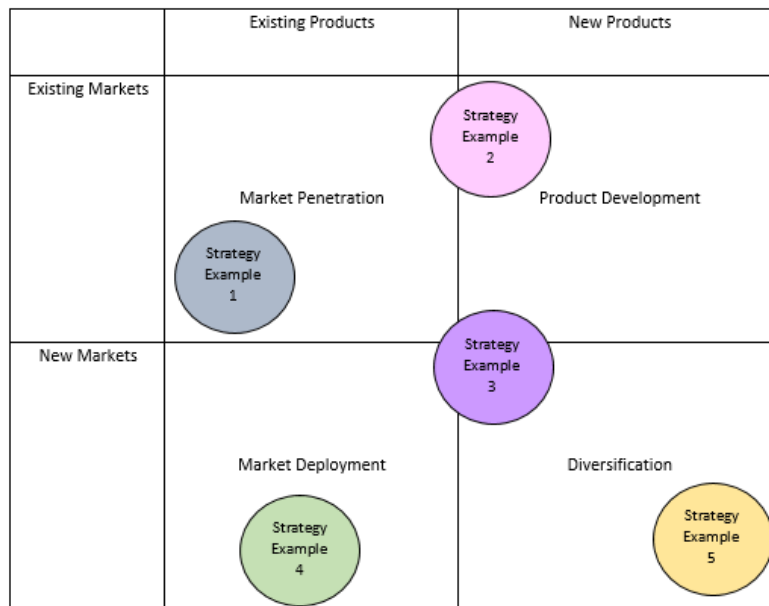 Existing Products
New Products
Existing Markets
Strategy
Example
2
Market Penetration
Product Development
Strategy
Example
1
New Markets
Strategy
Example
3
Market Deployment
Diversification
Strategy
Example
4
Strategy
Example
5